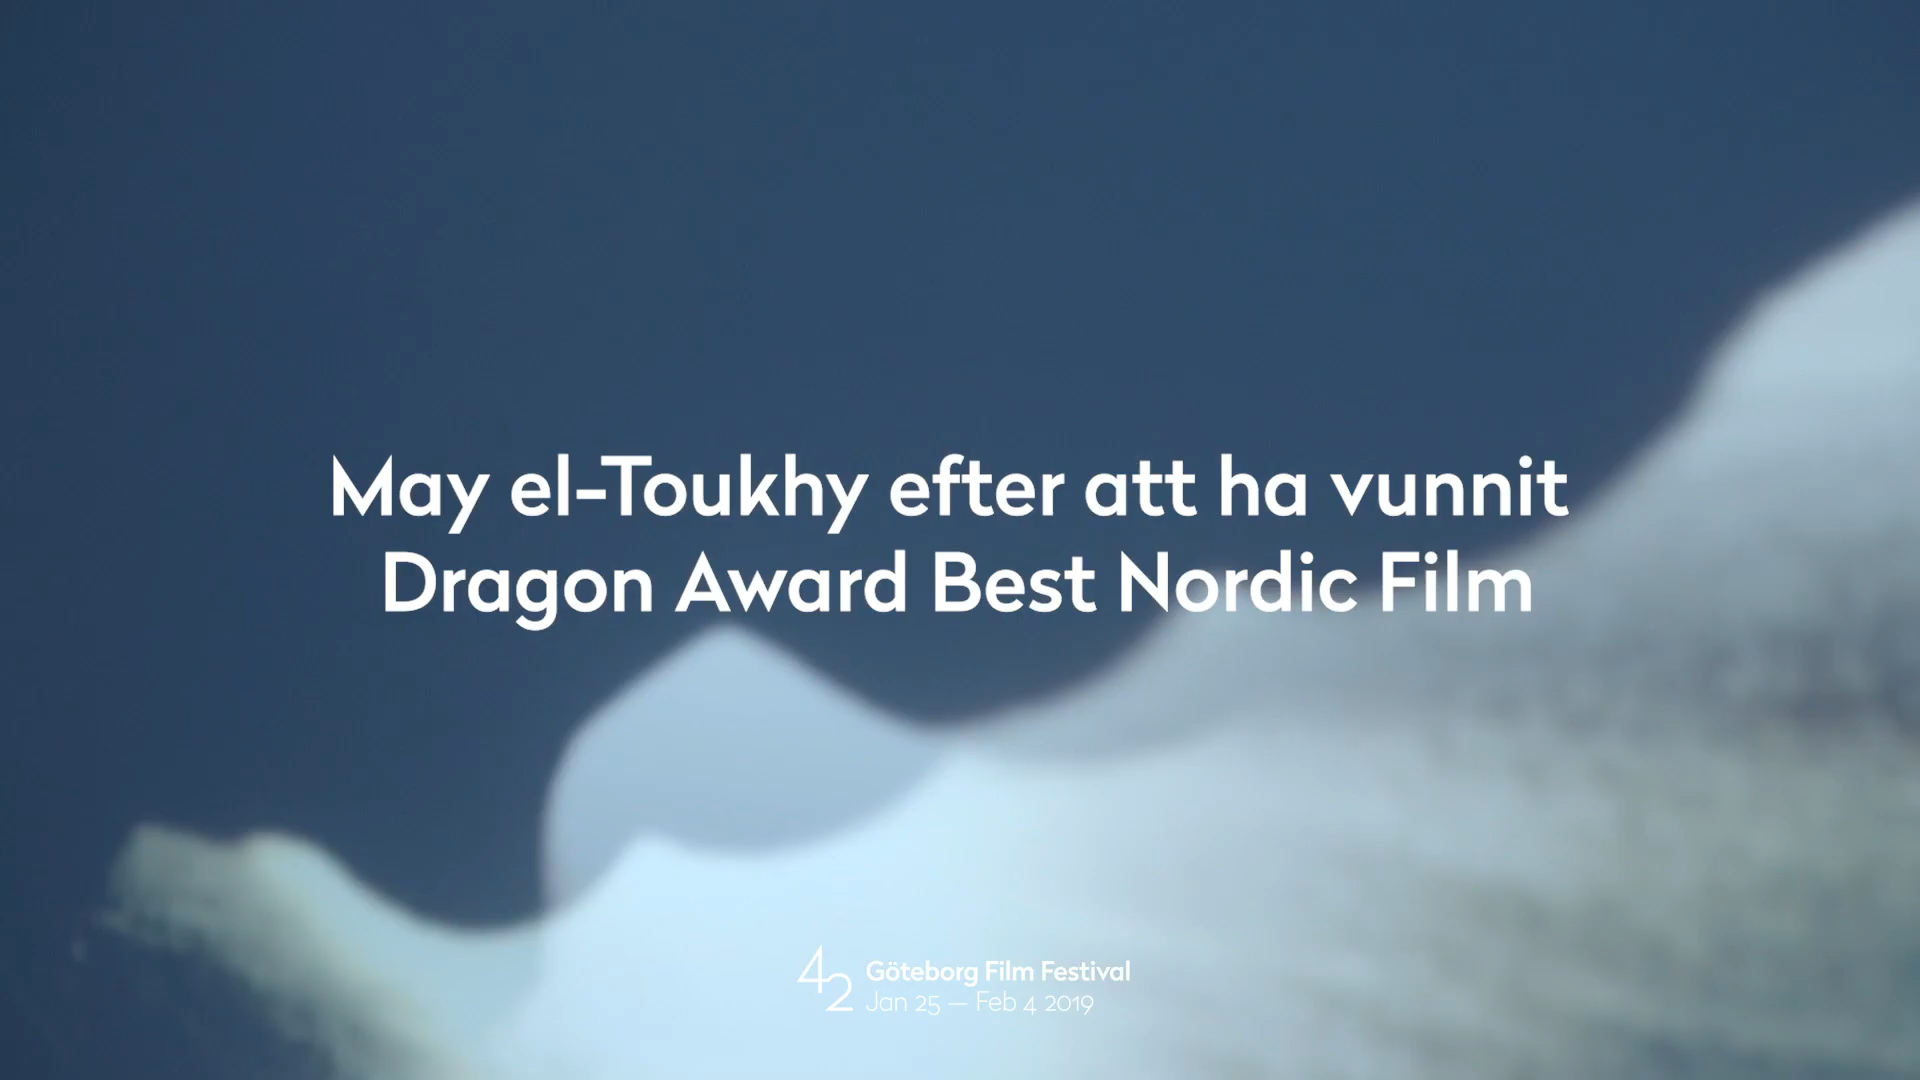 May el-Toukhy efter att ha vunnit
Dragon Award Best Nordic Film
42
Göteborg Film Festival
Jan 25 — Feb 4 2019